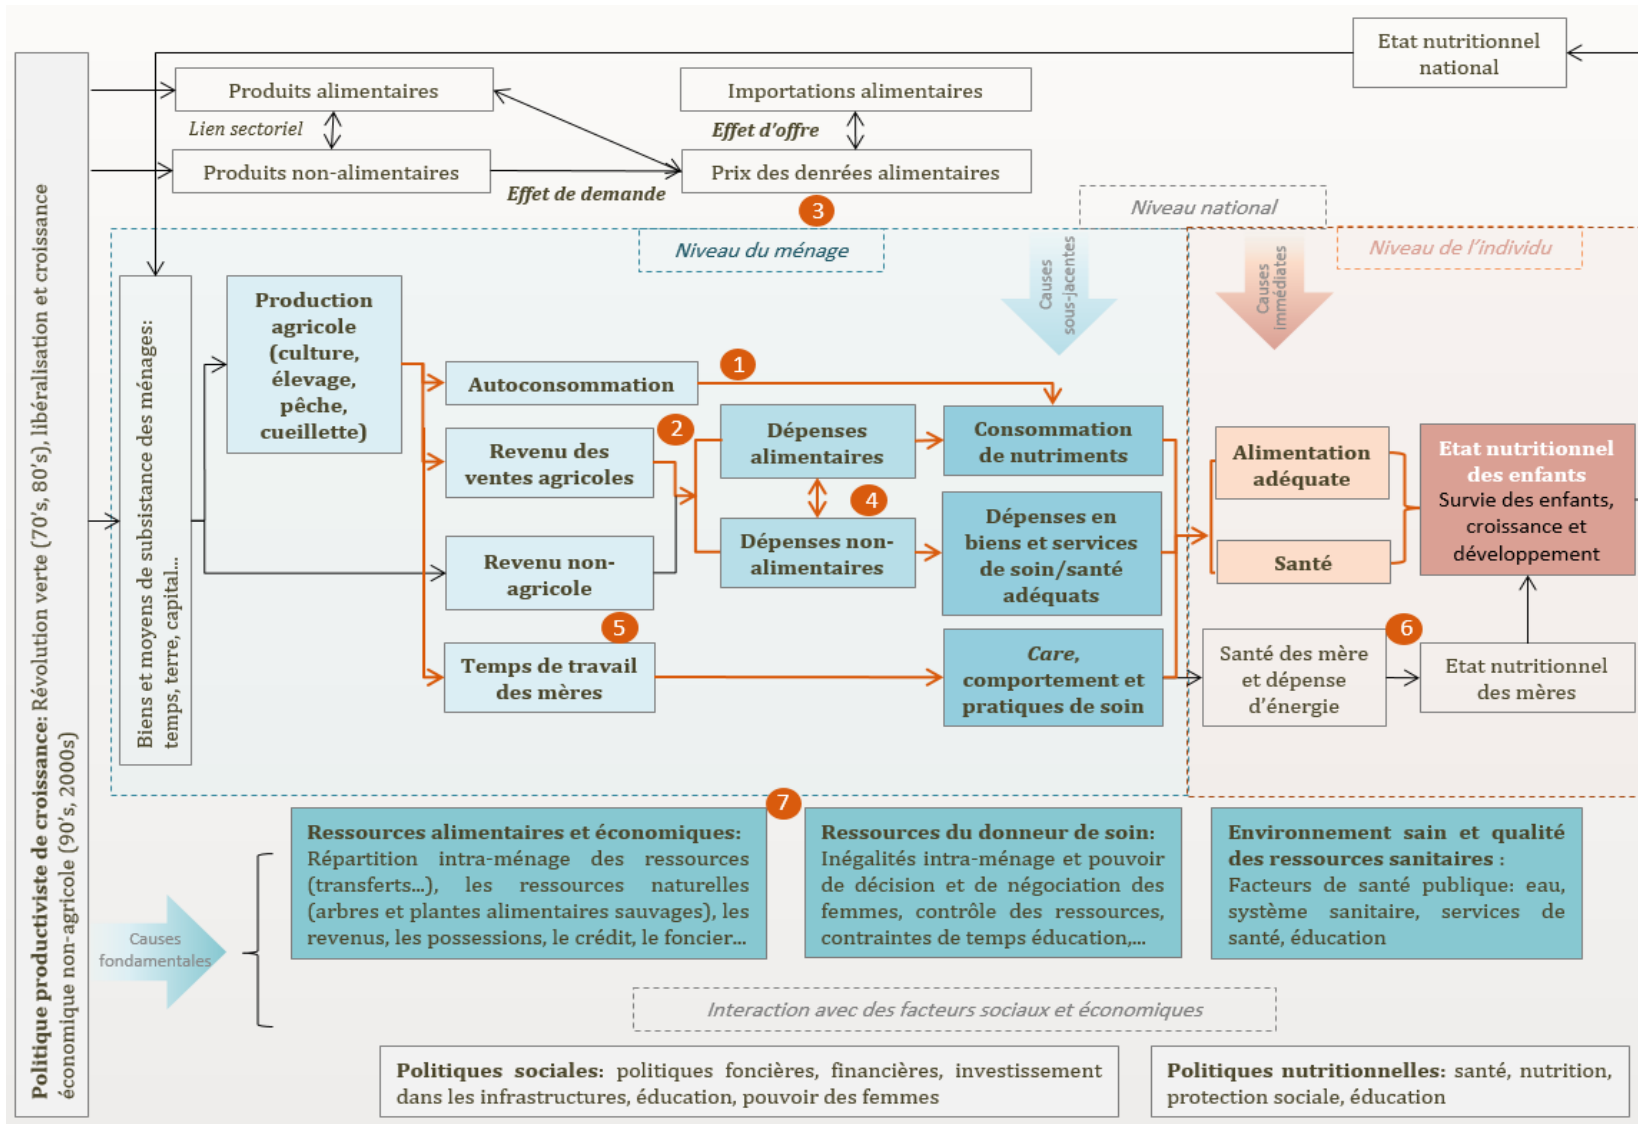 Politique productiviste de croissance: Révolution verte (70's, 80's), libéralisation et croissance
économique non-agricole (90's, 2000s)
Etat nutritionnel
national
Produits alimentaires
Importations alimentaires
Lien sectoriel
Effet d'offre
Produits non-alimentaires
Prix des denrées alimentaires
Effet de demande
3
Niveau national
Niveau du ménage
Niveau de l'individu
Causes
sous-jacentes
Causes
immédiates
Biens et moyens de subsistance des ménages:
temps, terre, capital…
Production
agricole
(culture,
élevage,
pêche,
cueillette)
1
Autoconsommation
2
Revenu des
ventes agricoles
Dépenses
alimentaires
Consommation
de nutriments
Alimentation
adéquate
Etat nutritionnel
des enfants
Survie des enfants,
croissance et
développement
4
Revenu non-
agricole
Dépenses non-
alimentaires
Dépenses en
biens et services
de soin/santé
adéquats
Santé
5
6
Temps de travail
des mères
Care,
comportement et
pratiques de soin
Santé des mère
et dépense
d'énergie
Etat nutritionnel
des mères
7
Causes
fondamentales
Ressources alimentaires et économiques:
Répartition intra-ménage des ressources
(transferts…), les ressources naturelles
(arbres et plantes alimentaires sauvages), les
revenus, les possessions, le crédit, le foncier…
Ressources du donneur de soin:
Inégalités intra-ménage et pouvoir
de décision et de négociation des
femmes, contrôle des ressources,
contraintes de temps éducation,…
Environnement sain et qualité
des ressources sanitaires :
Facteurs de santé publique: eau,
système sanitaire, services de
santé, éducation
Interaction avec des facteurs sociaux et économiques
Politiques sociales: politiques foncières, financières, investissement
dans les infrastructures, éducation, pouvoir des femmes
Politiques nutritionnelles: santé, nutrition,
protection sociale, éducation